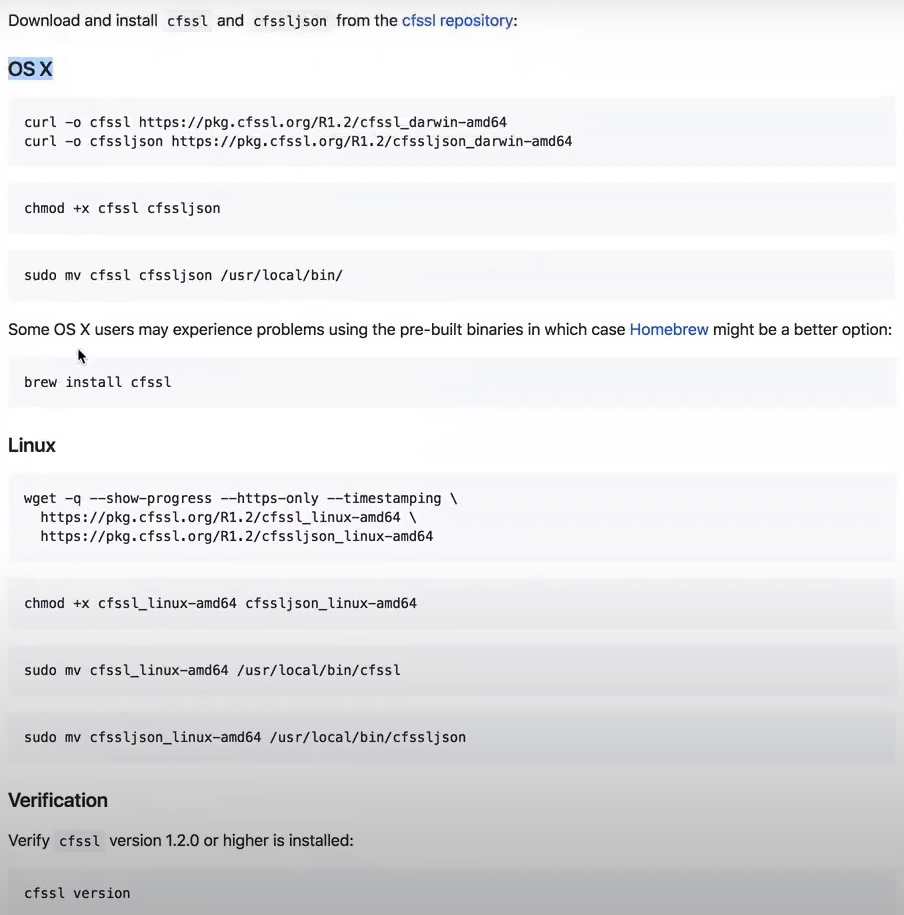 Download and install cfssl and cfssljson from the cfssl repository:
OS X
curl -o cfssl https://pkg.cfssl.org/R1.2/cfssl_darwin-amd64
curl -o cfssljson https://pkg.cfssl.org/R1.2/cfssljson_darwin-amd64
chmod +x cfssl cfssljson
sudo mv cfssl cfssljson /usr/local/bin/
Some OS X users may experience problems using the pre-built binaries in which case Homebrew might be a better option:
brew install cfssl
Linux
wget -q --show-progress --https-only --timestamping \
  https://pkg.cfssl.org/R1.2/cfssl_linux-amd64 \
  https://pkg.cfssl.org/R1.2/cfssljson_linux-amd64
chmod +x cfssl_linux-amd64 cfssljson_linux-amd64
sudo mv cfssl_linux-amd64 /usr/local/bin/cfssl
sudo mv cfssljson_linux-amd64 /usr/local/bin/cfssljson
Verification
Verify cfssl version 1.2.0 or higher is installed:
cfssl version